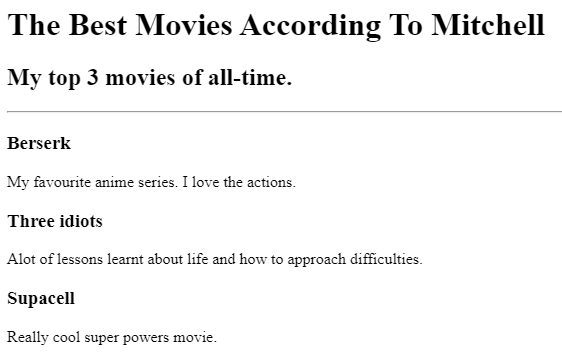 The Best Movies According To Mitchell
My top 3 movies of all-time.
Berserk
My favourite anime series. I love the actions.
Three idiots
Alot of lessons learnt about life and how to approach difficulties.
Supacell
Really cool super powers movie.